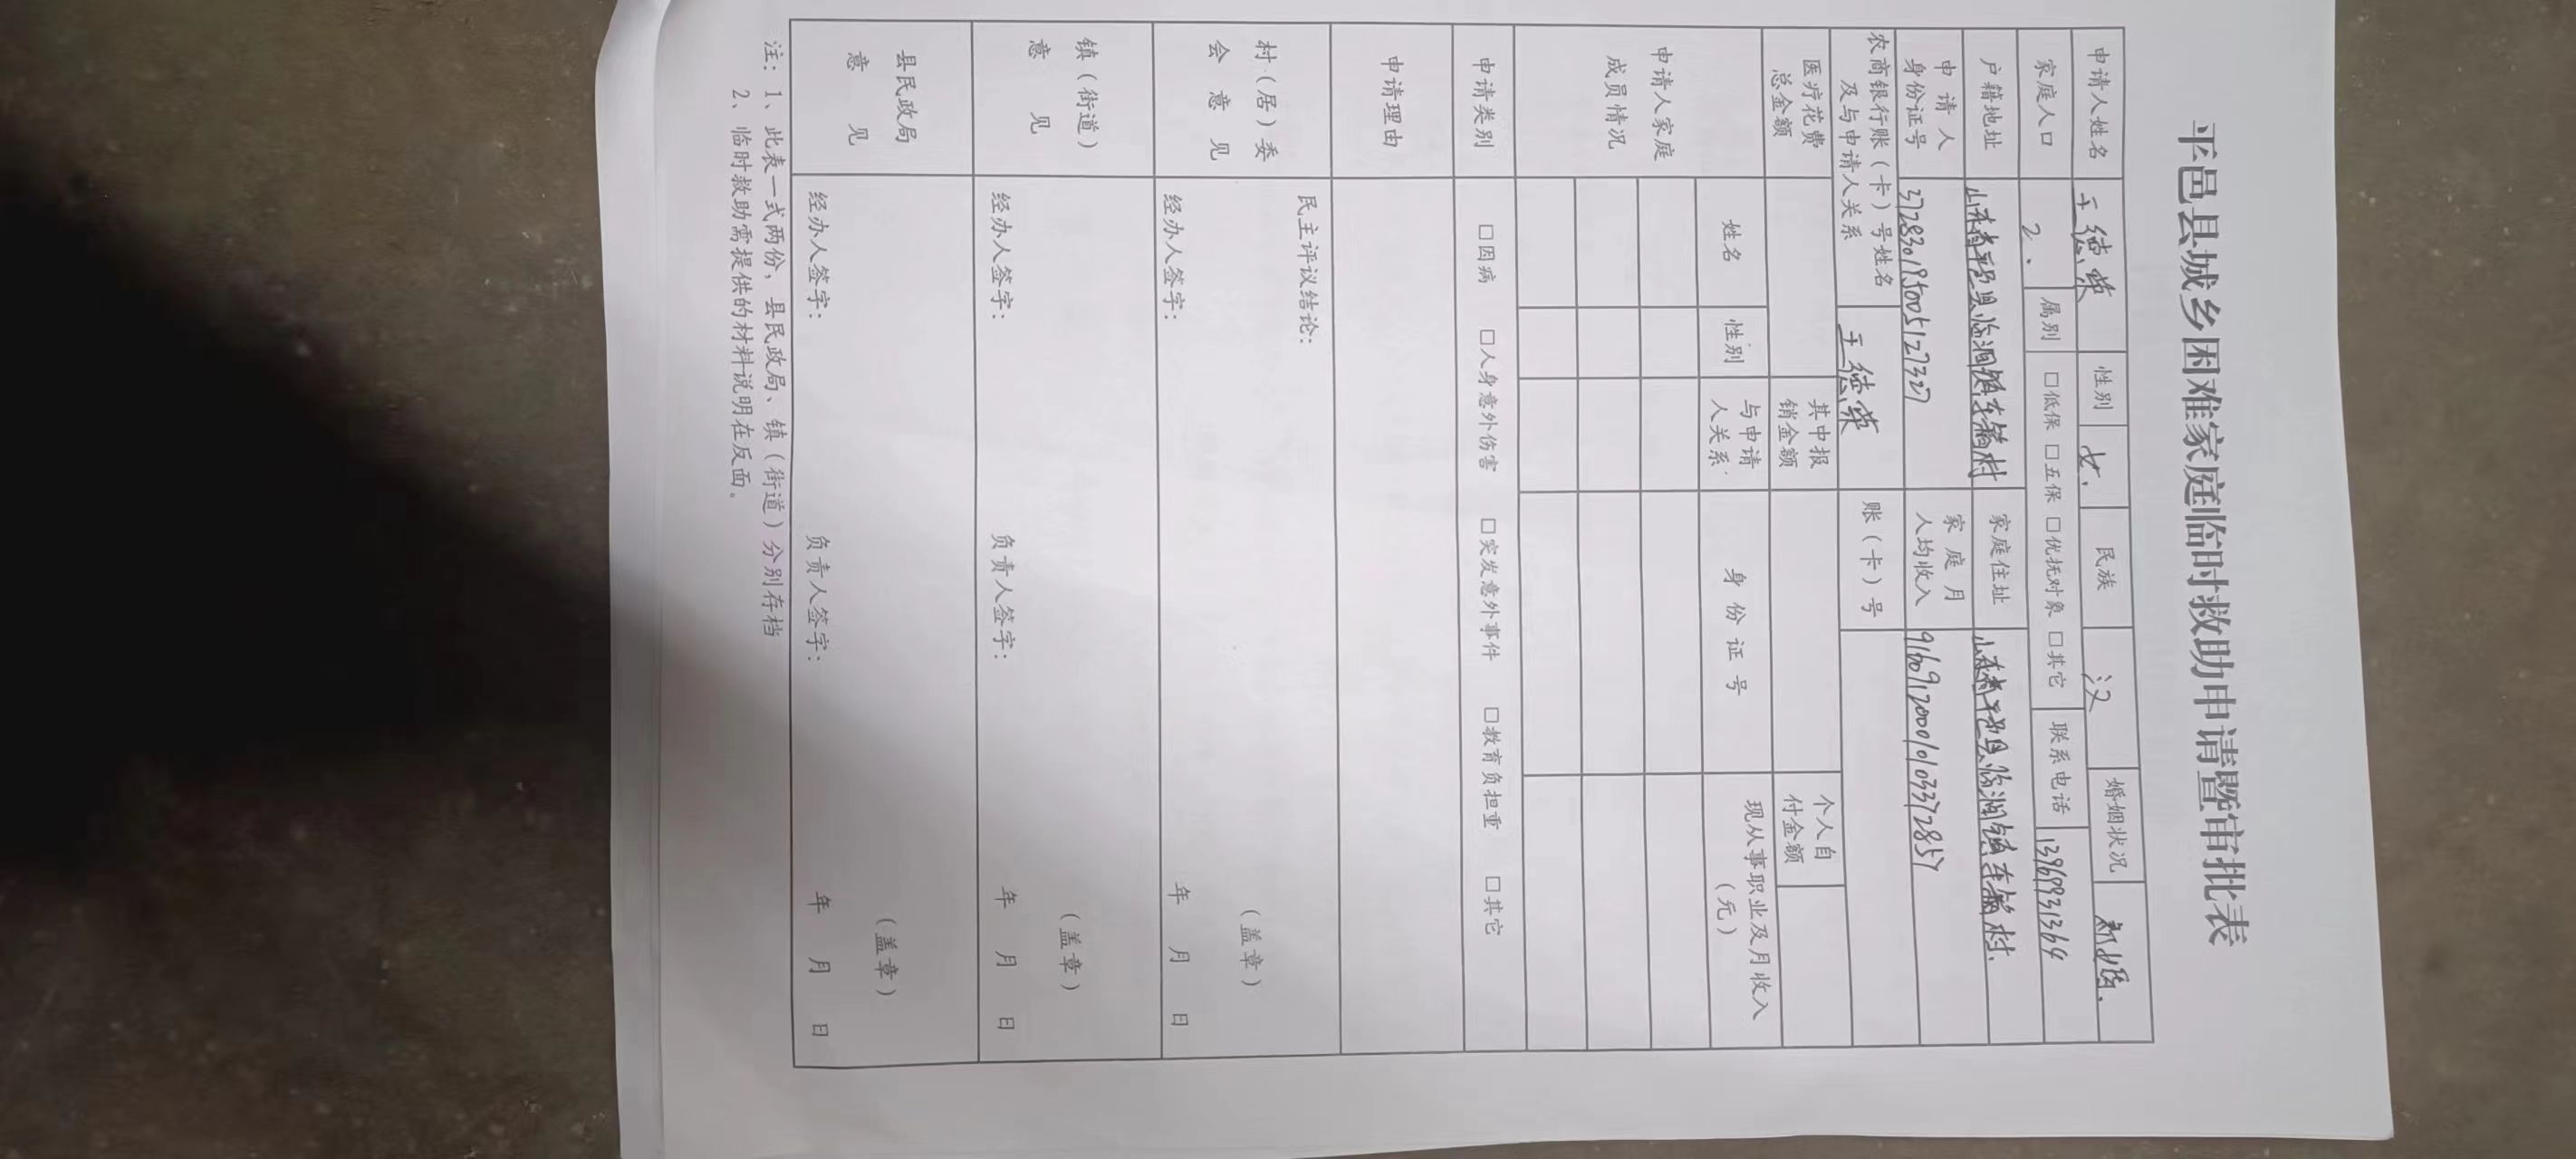 平邑县城乡困难家庭临时救助申请暨审批表
申请人姓名 王德荣 性别 女. 民族 汉 婚姻状况
家庭人口 2. 属别 □低保 □五保 □优抚对象 □其它 联系电话 13969931364
户籍地址 山东省平邑县临涧镇车辋村 家庭住址 山东省平邑县临涧镇车辋村.
申请人
身份证号 家庭月
人均收入
农商银行账（卡）号姓名
及与申请人关系 王德荣 账（卡）号
医疗花费
总金额 其中报
销金额 个人自
付金额
申请人家庭
成员情况 姓名 性别 与申请
人关系 身份证号 现从事职业及月收入
（元）
申请类别 □因病 □人身意外伤害 □突发意外事件 □教育负担重 □其它
申请理由
村（居）委
会意见 民主评议结论:
（盖章）
经办人签字: 年 月 日
镇（街道）
意见 （盖章）
经办人签字: 负责人签字: 年 月 日
县民政局
意见 （盖章）
经办人签字: 负责人签字: 年 月 日
注: 1、此表一式两份, 县民政局、镇（街道）分别存档
2、临时救助需提供的材料说明在反面。